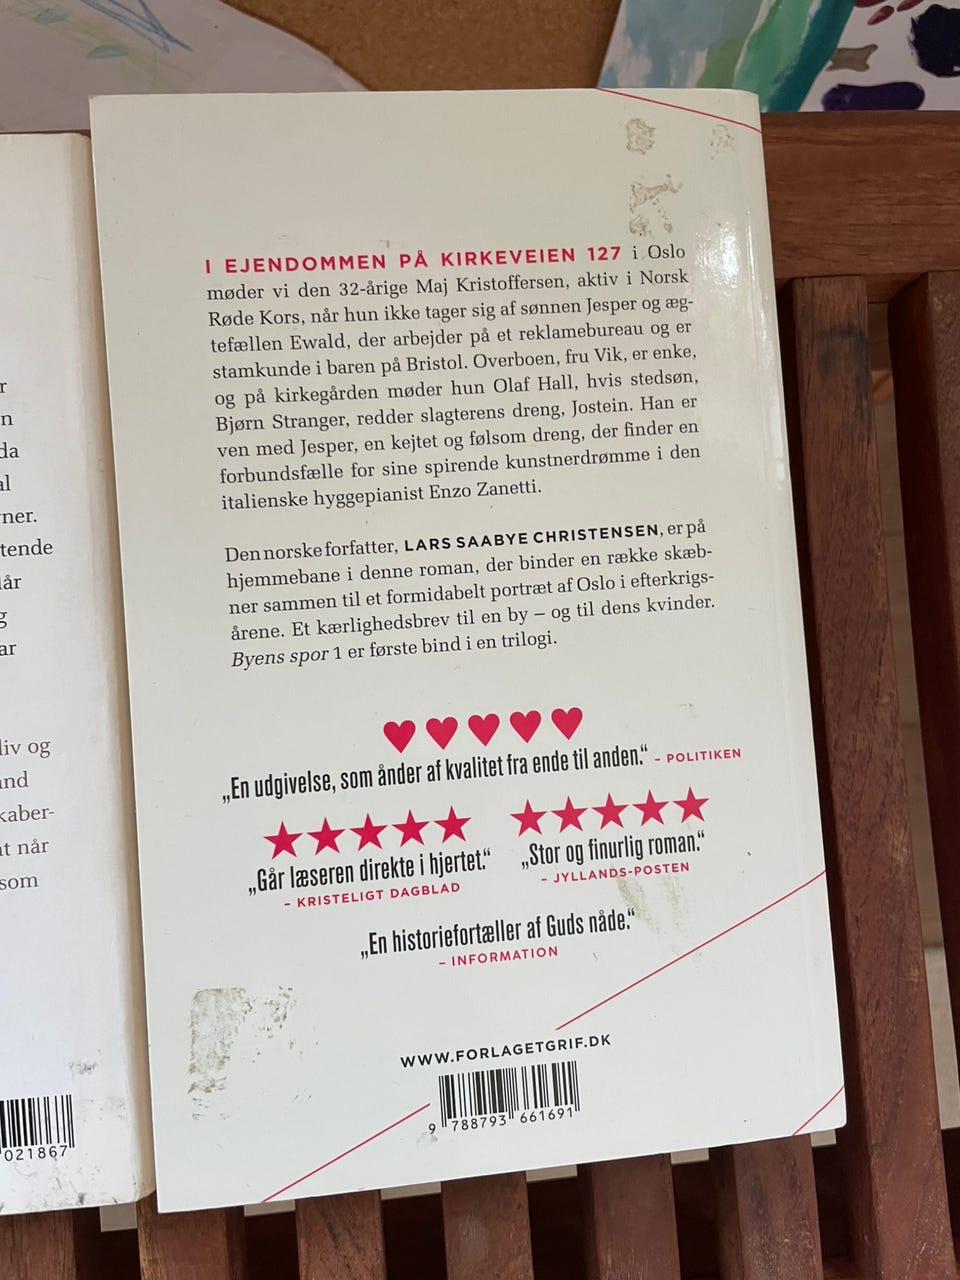 I EJENDOMMEN PÅ KIRKEVEIEN 127 i Oslo
møder vi den 32-årige Maj Kristoffersen, aktiv i Norsk
Røde Kors, når hun ikke tager sig af sønnen Jesper og æg-
tefællen Ewald, der arbejder på et reklamebureau og er
stamkunde i baren på Bristol. Overboen, fru Vik, er enke,
og på kirkegården møder hun Olaf Hall, hvis stedsøn,
Bjørn Stranger, redder slagterens dreng, Jostein. Han er
ven med Jesper, en kejtet og følsom dreng, der finder en
forbundsfælle for sine spirende kunstnerdrømme i den
italienske hyggepianist Enzo Zanetti.
Den norske forfatter, LARS SAABYE CHRISTENSEN, er på
hjemmebane i denne roman, der binder en række skæb-
ner sammen til et formidabelt portræt af Oslo i efterkrigs-
årene. Et kærlighedsbrev til en by – og til dens kvinder.
Byens spor 1 er første bind i en trilogi.
„En udgivelse, som ånder af kvalitet fra ende til anden.“ – POLITIKEN
„Går læseren direkte i hjertet.“
– KRISTELIGT DAGBLAD
„Stor og finurlig roman.“
– JYLLANDS-POSTEN
„En historiefortæller af Guds nåde.“
– INFORMATION
WWW.FORLAGETGRIF.DK
9 788793 661691
tende
liv og
som
021867